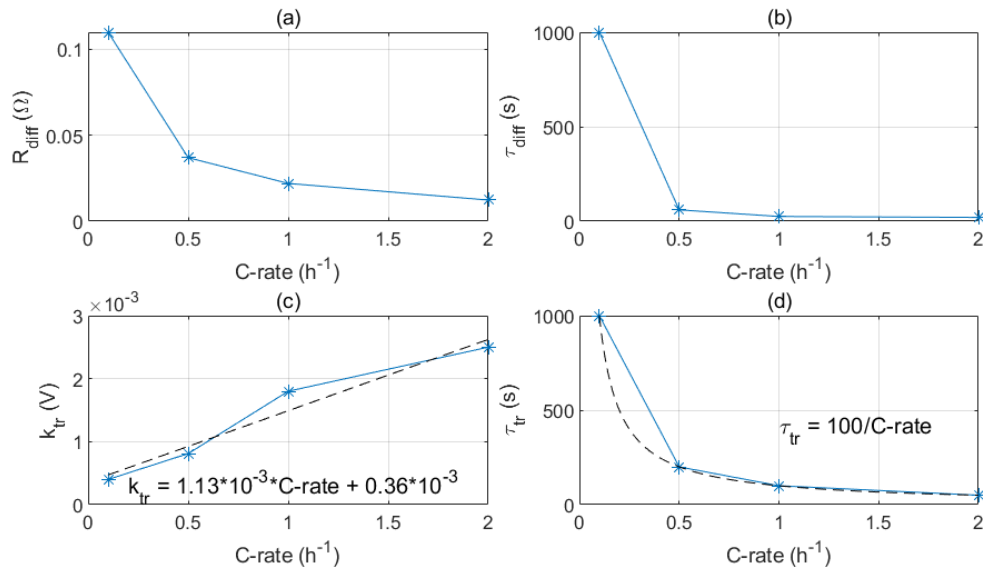 (a)
0.1
0.05
0
R_diff (Ω)
0 0.5 1 1.5 2
C-rate (h⁻¹)
(b)
1000
500
0
τ_diff (s)
0 0.5 1 1.5 2
C-rate (h⁻¹)
(c)
×10⁻³
3
2
1
0
k_tr (V)
k_tr = 1.13*10⁻³*C-rate + 0.36*10⁻³
0 0.5 1 1.5 2
C-rate (h⁻¹)
(d)
1000
500
0
τ_tr (s)
τ_tr = 100/C-rate
0 0.5 1 1.5 2
C-rate (h⁻¹)